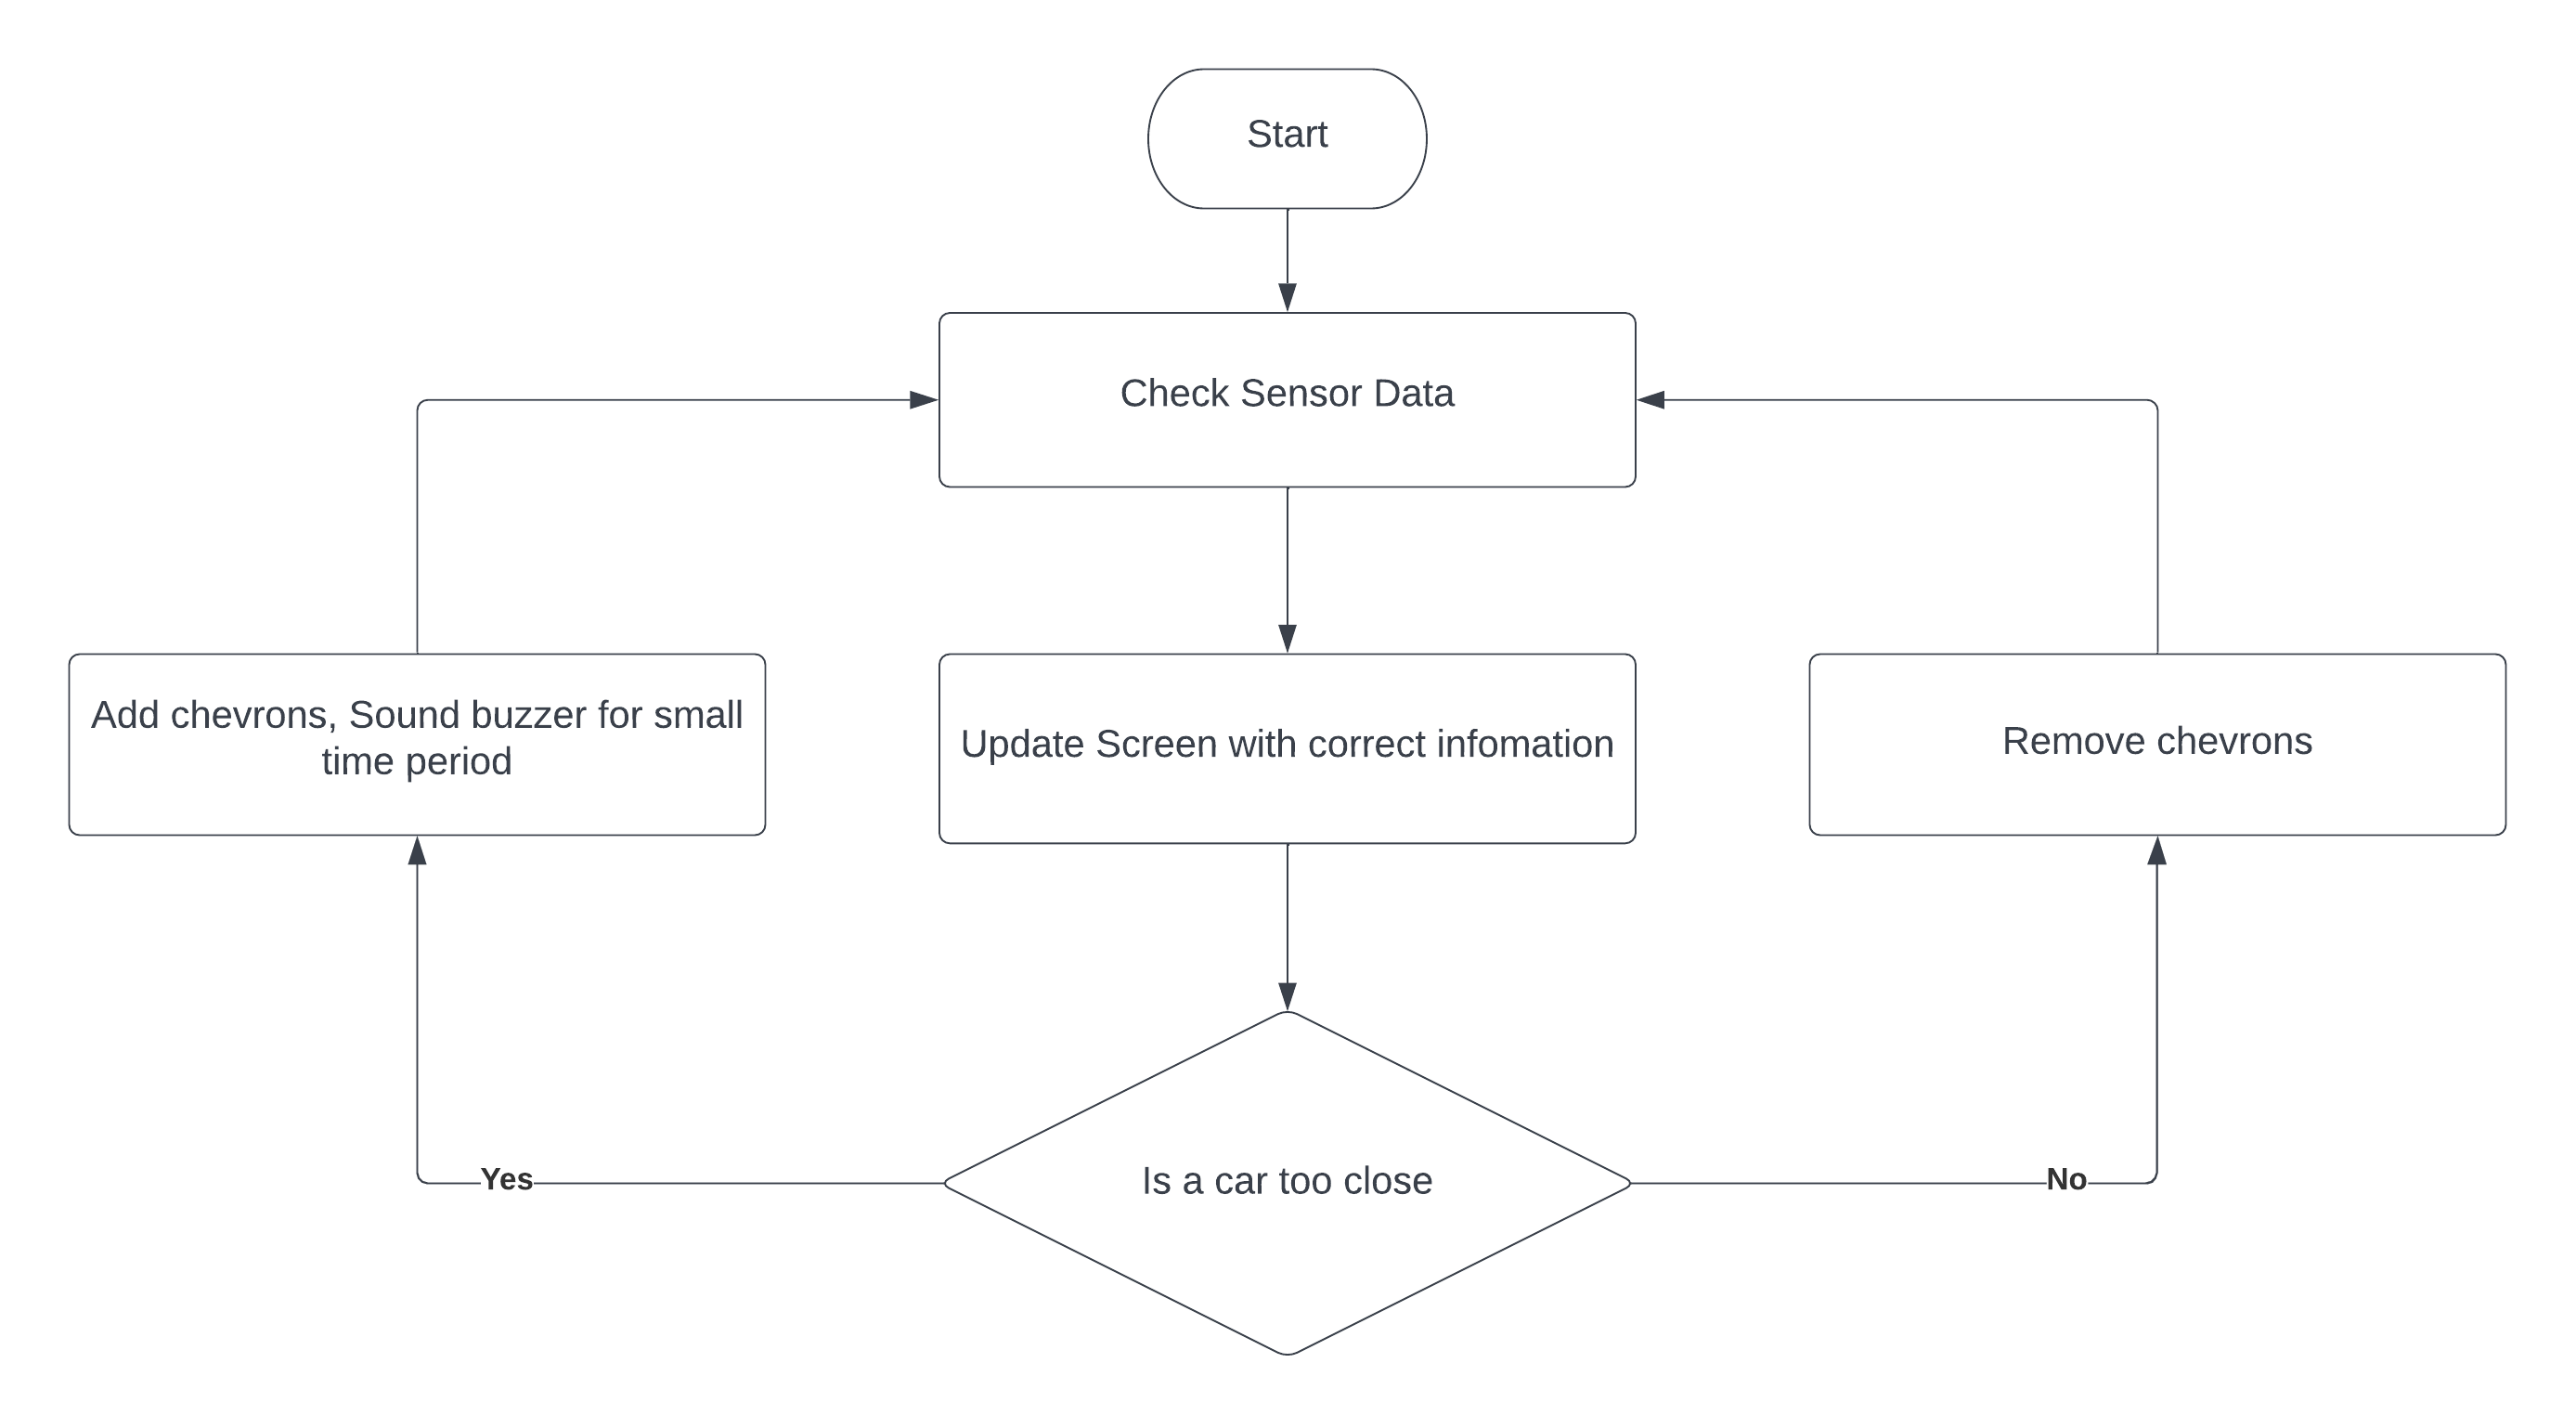 Start
Check Sensor Data
Add chevrons, Sound buzzer for small
time period
Update Screen with correct infomation
Remove chevrons
Is a car too close
Yes
No